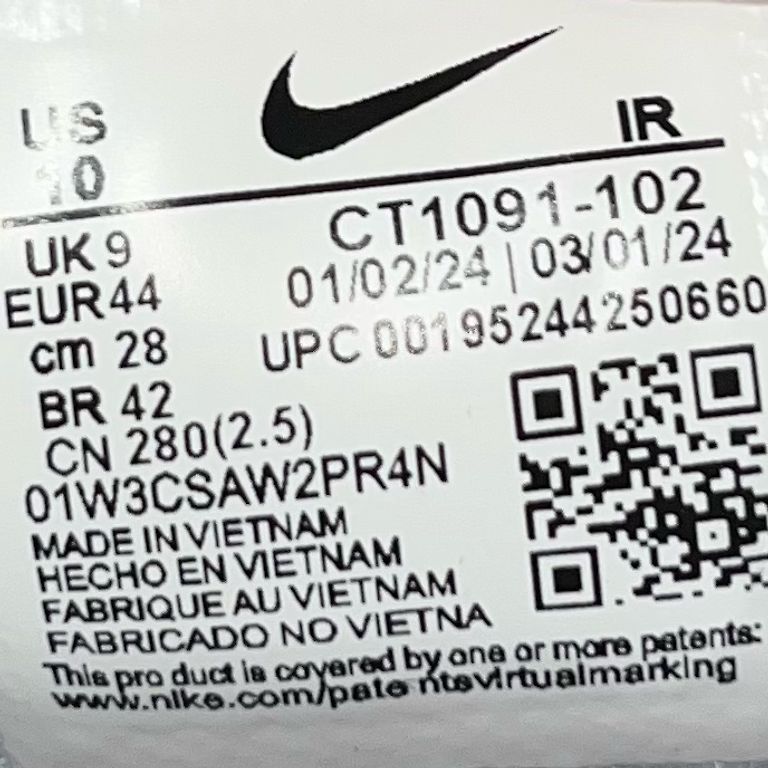 US
10
IR
CT1091-102
UK 9
01/02/24 | 03/01/24
EUR 44
UPC 00195244250660
cm 28
BR 42
CN 280(2.5)
01W3CSAW2PR4N
MADE IN VIETNAM
HECHO EN VIETNAM
FABRIQUE AU VIETNAM
FABRICADO NO VIETNA
This pro duct is covered by one or more patents:
www.nike.com/pate ntsvirtualmarking